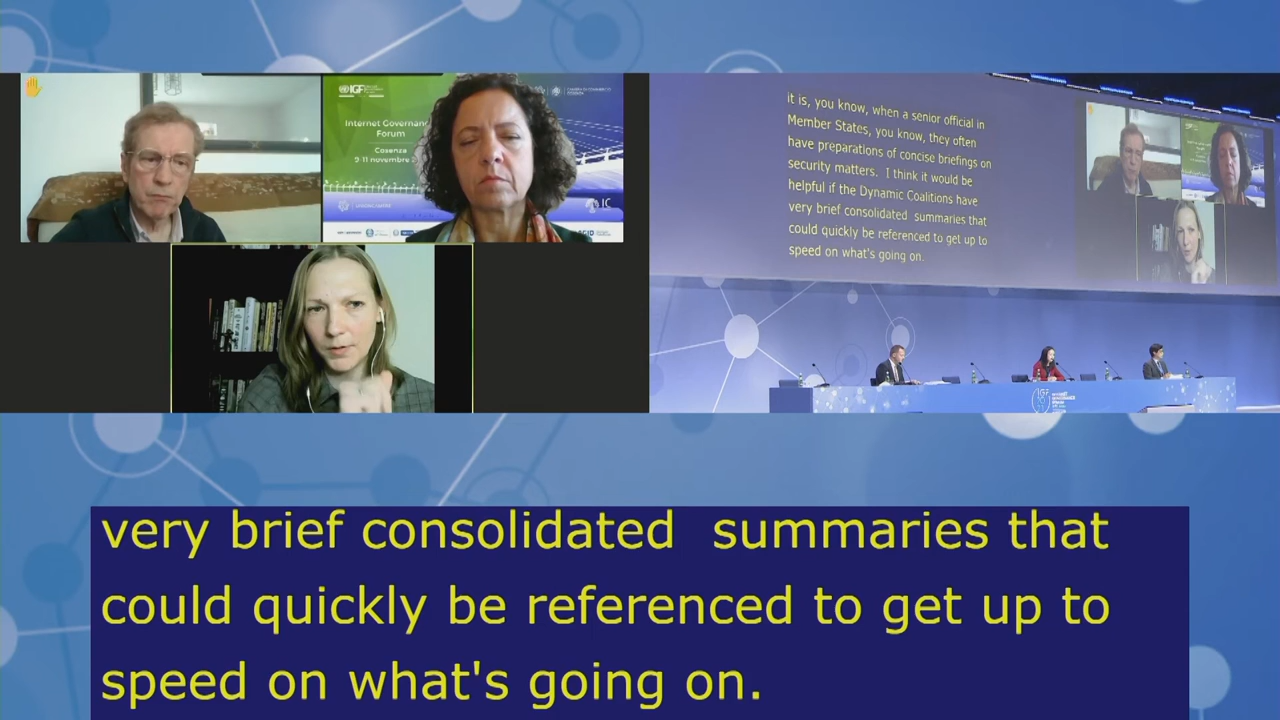 IGF
Internet Governance
Forum
Cosenza
it is, you know, when a senior official in
Member States, you know, they often
have preparations of concise briefings on
security matters. I think it would be
helpful if the Dynamic Coalitions have
very brief consolidated summaries that
could quickly be referenced to get up to
speed on what's going on.
IGF
very brief consolidated summaries that
could quickly be referenced to get up to
speed on what's going on.